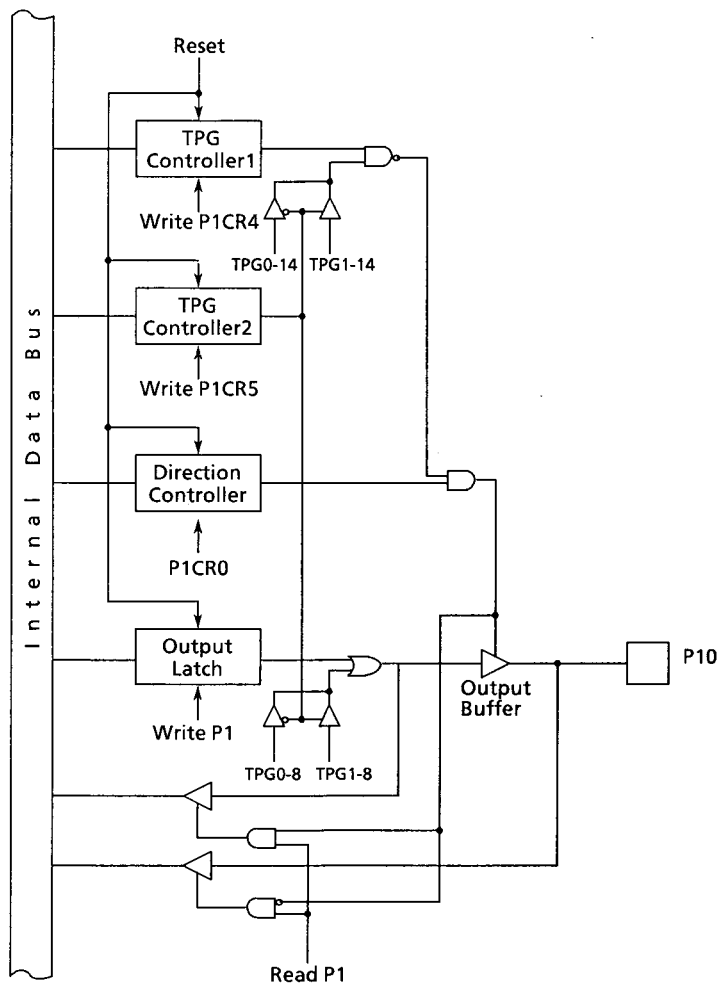 Reset
TPG
Controller1
Write P1CR4
TPG0-14 TPG1-14
TPG
Controller2
Write P1CR5
Internal Data Bus
Direction
Controller
P1CR0
Output
Latch
Write P1
TPG0-8 TPG1-8
Output
Buffer
P10
Read P1